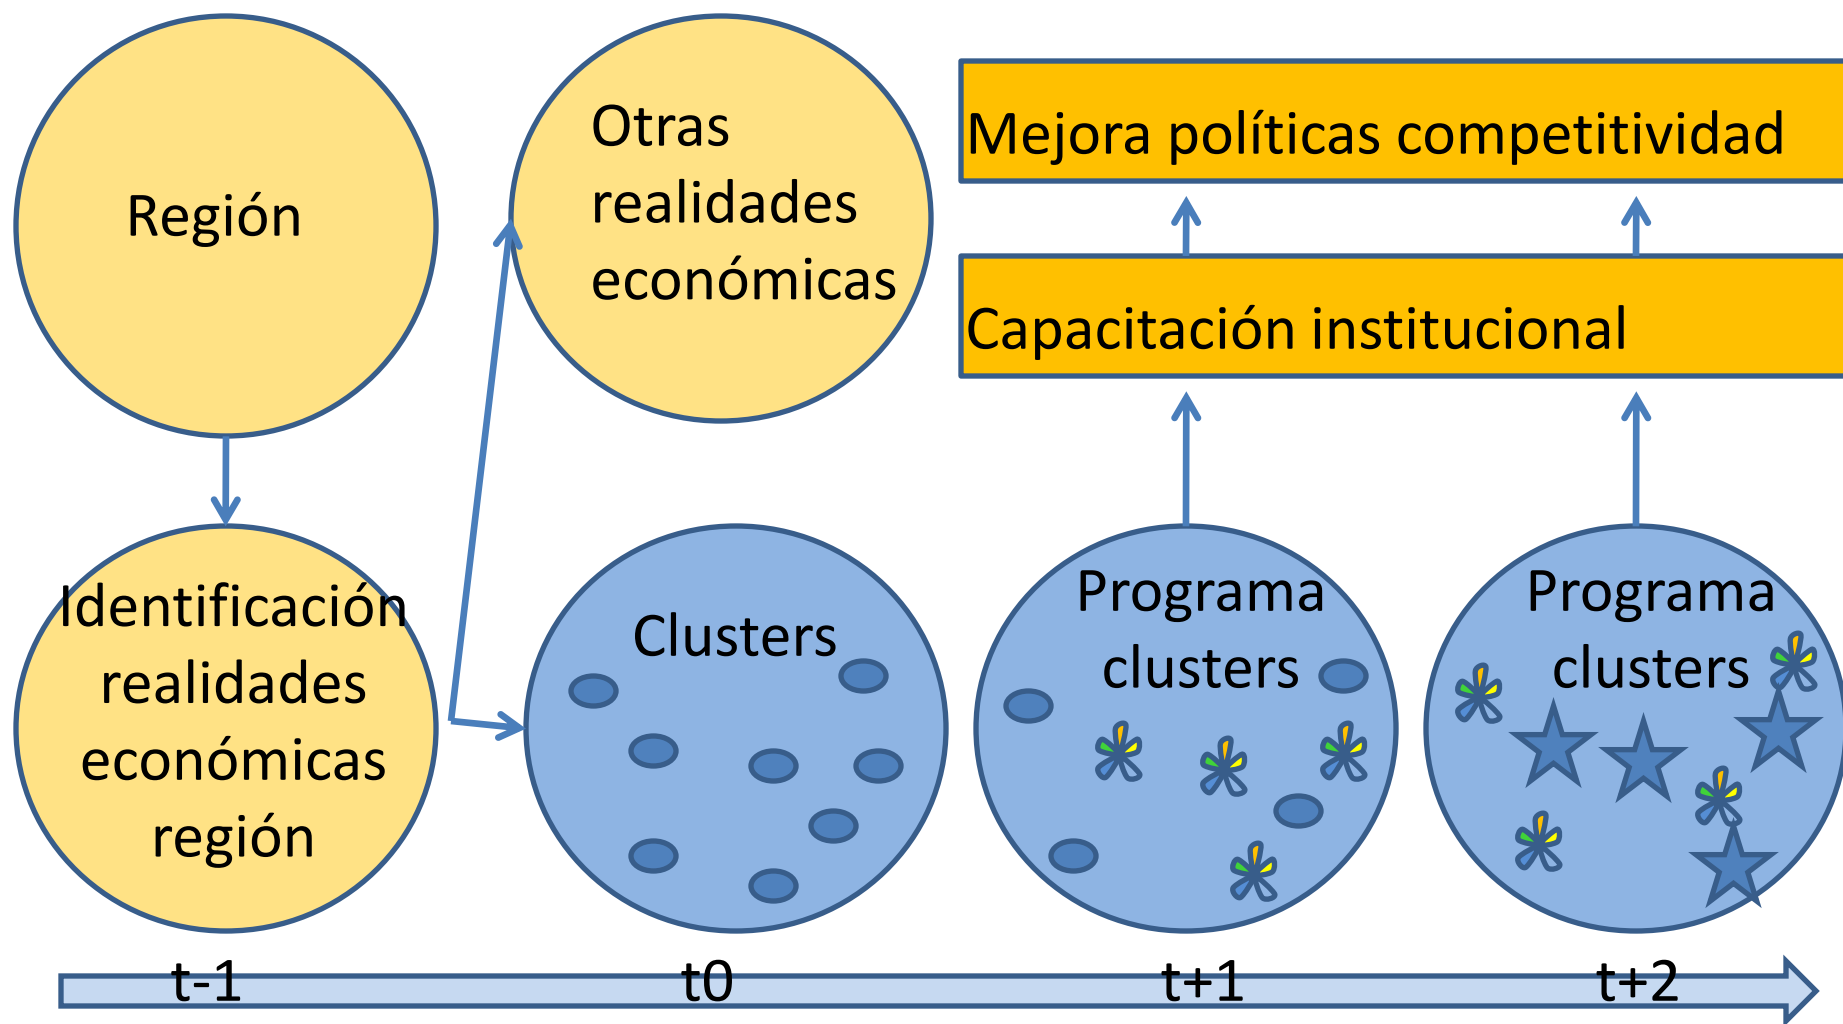 Región
Otras
realidades
económicas
Mejora políticas competitividad
Capacitación institucional
Identificación
realidades
económicas
región
Clusters
Programa
clusters
Programa
clusters
t-1
t0
t+1
t+2